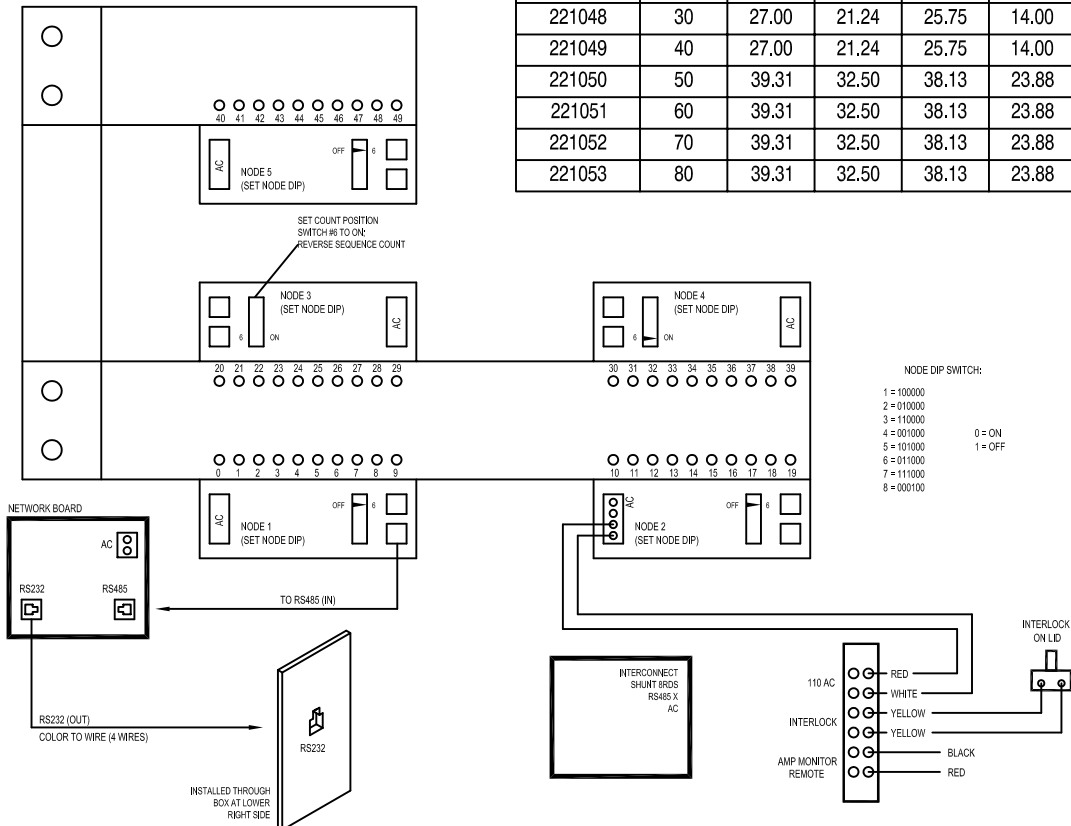 221048 30 27.00 21.24 25.75 14.00
221049 40 27.00 21.24 25.75 14.00
221050 50 39.31 32.50 38.13 23.88
221051 60 39.31 32.50 38.13 23.88
221052 70 39.31 32.50 38.13 23.88
221053 80 39.31 32.50 38.13 23.88
40 41 42 43 44 45 46 47 48 49
AC
NODE 5
(SET NODE DIP)
OFF 6
SET COUNT POSITION
SWITCH #6 TO ON;
REVERSE SEQUENCE COUNT
NODE 3
(SET NODE DIP)
6 ON
AC
NODE 4
(SET NODE DIP)
6 ON
AC
20 21 22 23 24 25 26 27 28 29
30 31 32 33 34 35 36 37 38 39
NODE DIP SWITCH:
1 = 100000
2 = 010000
3 = 110000
4 = 001000 0 = ON
5 = 101000 1 = OFF
6 = 011000
7 = 111000
8 = 000100
0 1 2 3 4 5 6 7 8 9
10 11 12 13 14 15 16 17 18 19
AC
NODE 1
(SET NODE DIP)
OFF 6
AC
NODE 2
(SET NODE DIP)
OFF 6
NETWORK BOARD
AC
RS232 RS485
TO RS485 (IN)
RS232 (OUT)
COLOR TO WIRE (4 WIRES)
RS232
INSTALLED THROUGH
BOX AT LOWER
RIGHT SIDE
INTERCONNECT
SHUNT 8RDS
RS485 X
AC
110 AC
INTERLOCK
AMP MONITOR
REMOTE
RED
WHITE
YELLOW
YELLOW
BLACK
RED
INTERLOCK
ON LID